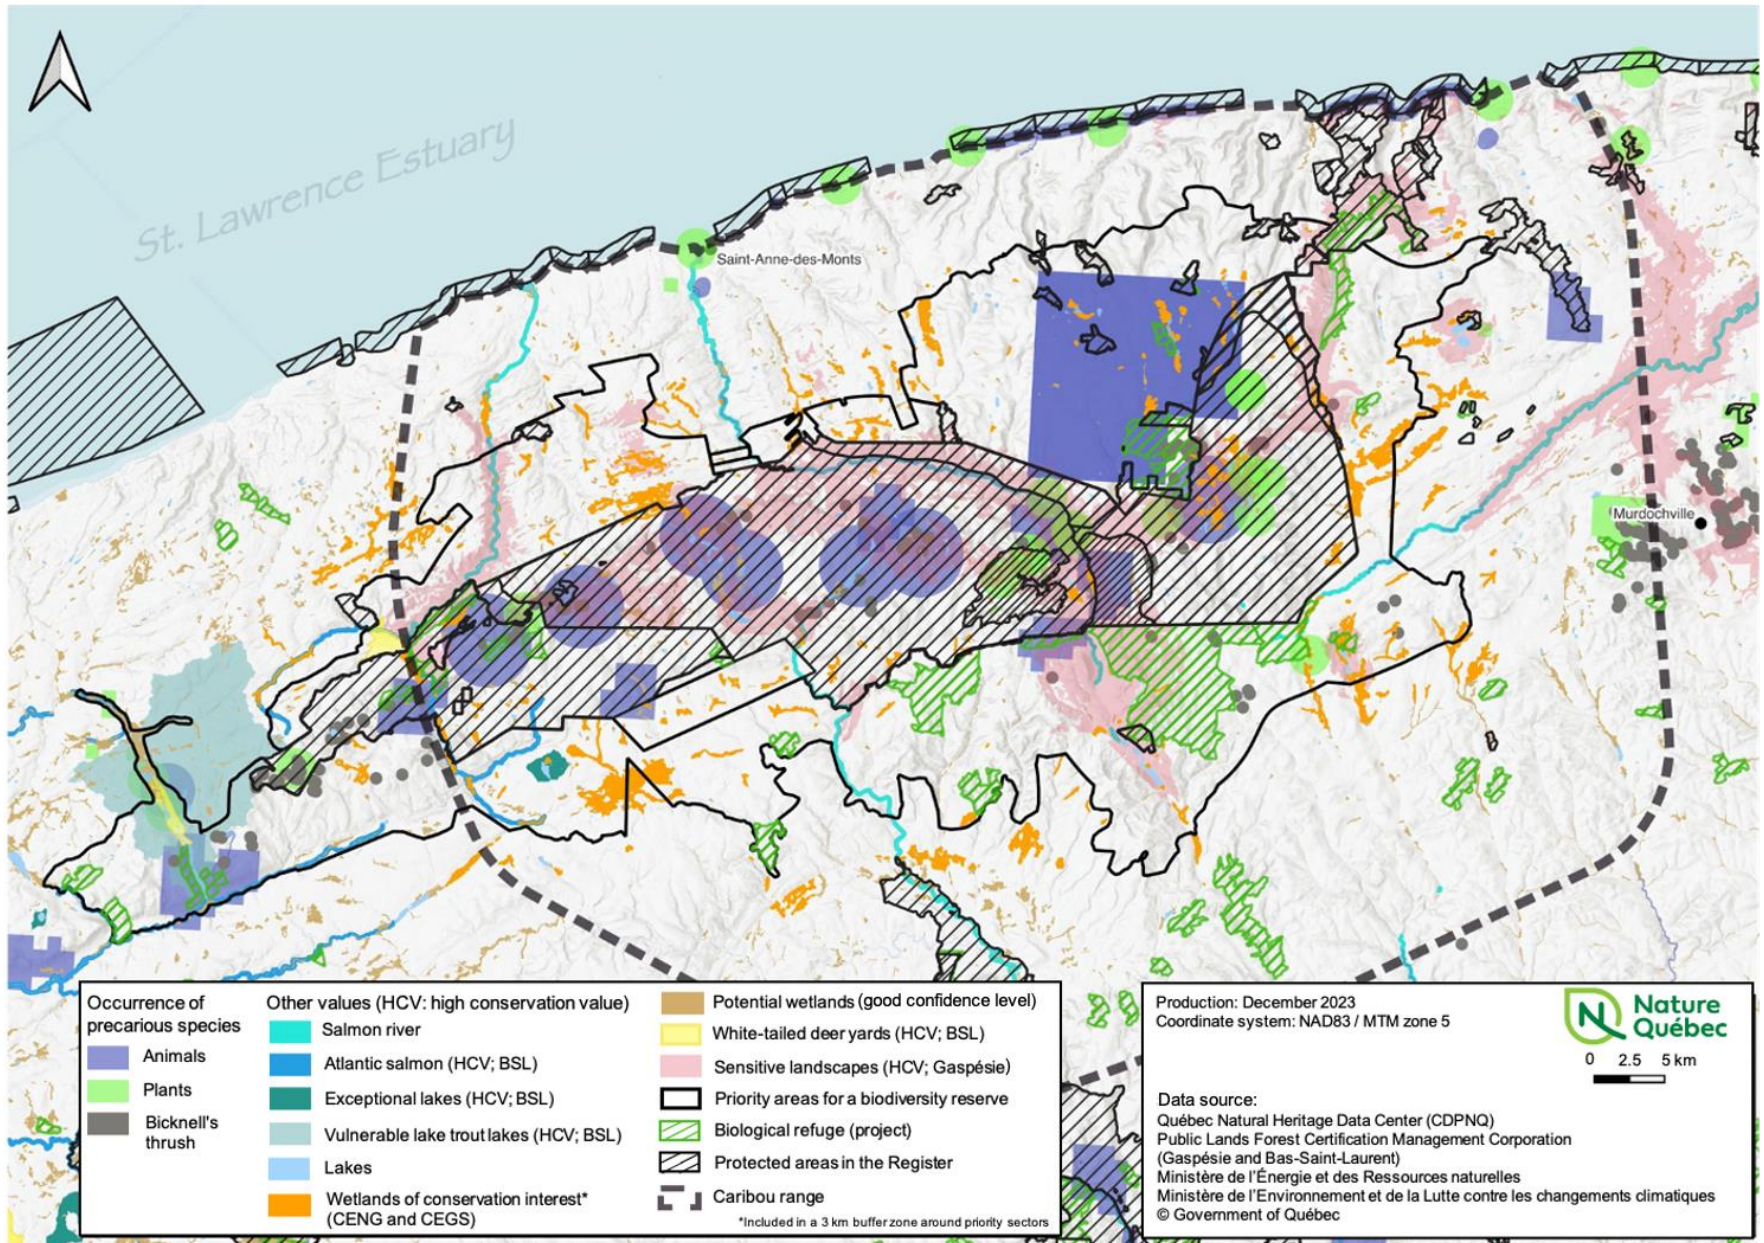 St. Lawrence Estuary
Saint-Anne-des-Monts
Murdochville
Occurrence of
precarious species
Animals
Plants
Bicknell's
thrush
Other values (HCV: high conservation value)
Salmon river
Atlantic salmon (HCV; BSL)
Exceptional lakes (HCV; BSL)
Vulnerable lake trout lakes (HCV; BSL)
Lakes
Wetlands of conservation interest*
(CENG and CEGS)
Potential wetlands (good confidence level)
White-tailed deer yards (HCV; BSL)
Sensitive landscapes (HCV; Gaspésie)
Priority areas for a biodiversity reserve
Biological refuge (project)
Protected areas in the Register
Caribou range
*Included in a 3 km buffer zone around priority sectors
Production: December 2023
Coordinate system: NAD83 / MTM zone 5
Nature
Québec
0 2.5 5 km
Data source:
Québec Natural Heritage Data Center (CDPNQ)
Public Lands Forest Certification Management Corporation
(Gaspésie and Bas-Saint-Laurent)
Ministère de l'Énergie et des Ressources naturelles
Ministère de l'Environnement et de la Lutte contre les changements climatiques
© Government of Québec